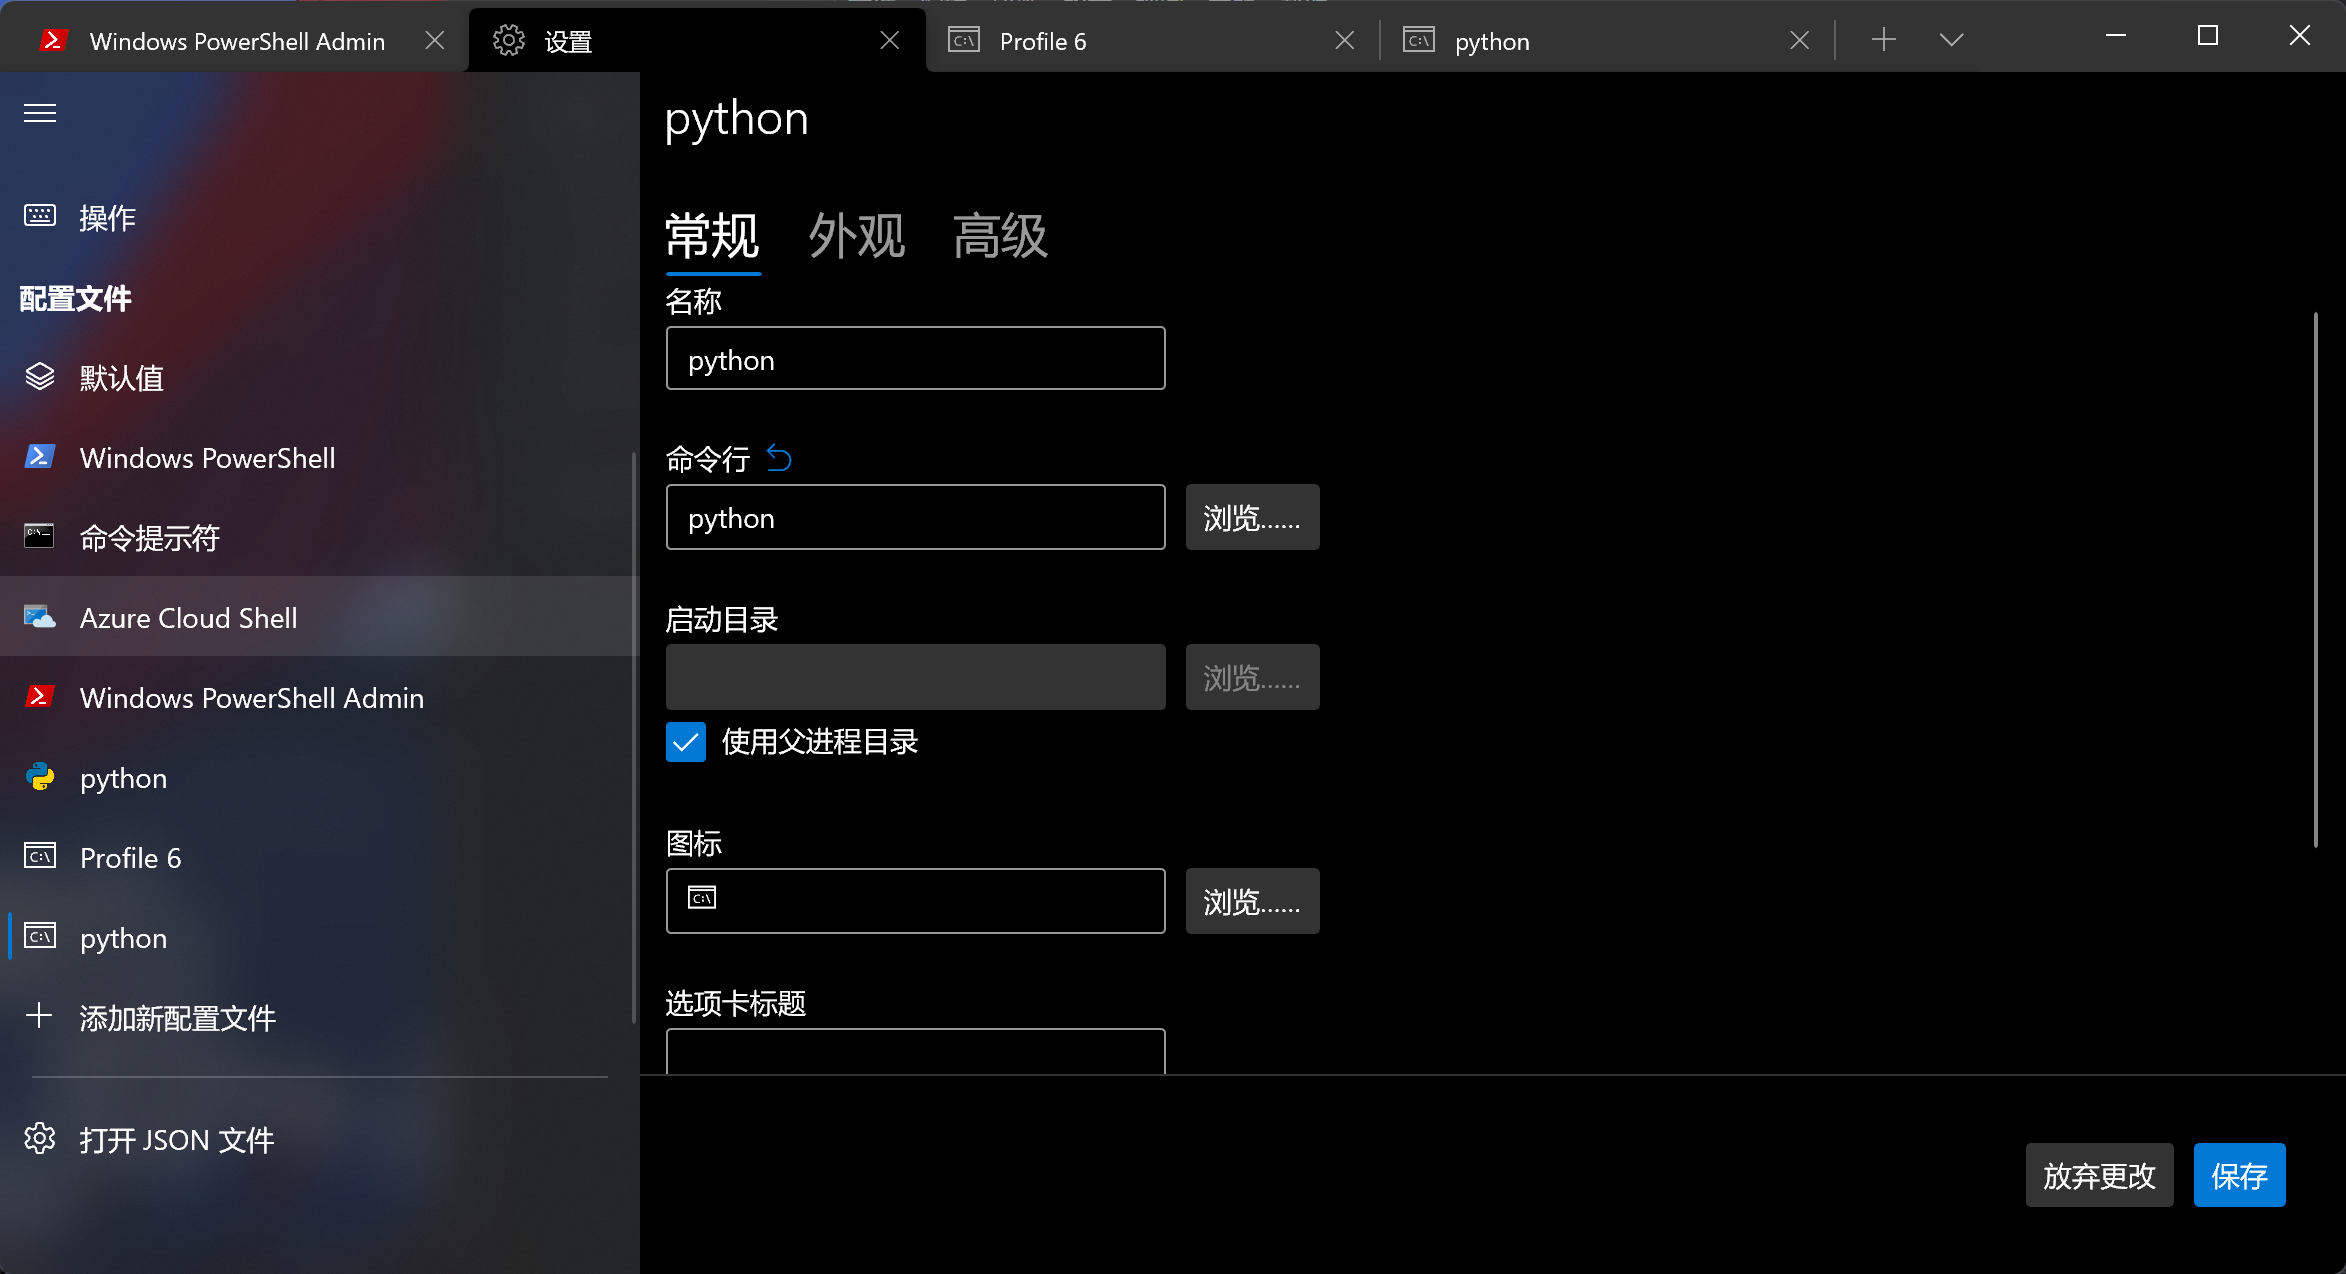 Windows PowerShell Admin
设置
Profile 6
python
操作
配置文件
默认值
Windows PowerShell
命令提示符
Azure Cloud Shell
Windows PowerShell Admin
python
Profile 6
python
添加新配置文件
打开 JSON 文件
python
常规 外观 高级
名称
python
命令行
python
浏览......
启动目录
浏览......
使用父进程目录
图标
浏览......
选项卡标题
放弃更改
保存